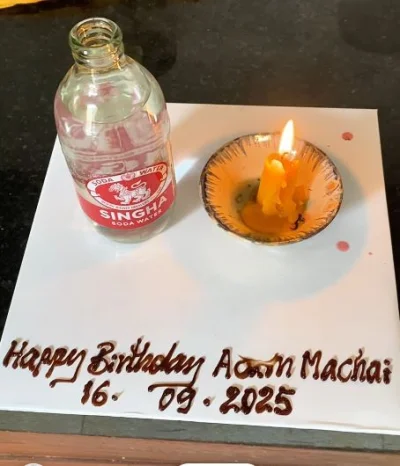 SODA WATER
SINGHA
SODA WATER
Happy Birthday Adam Machai
16. 09. 2025